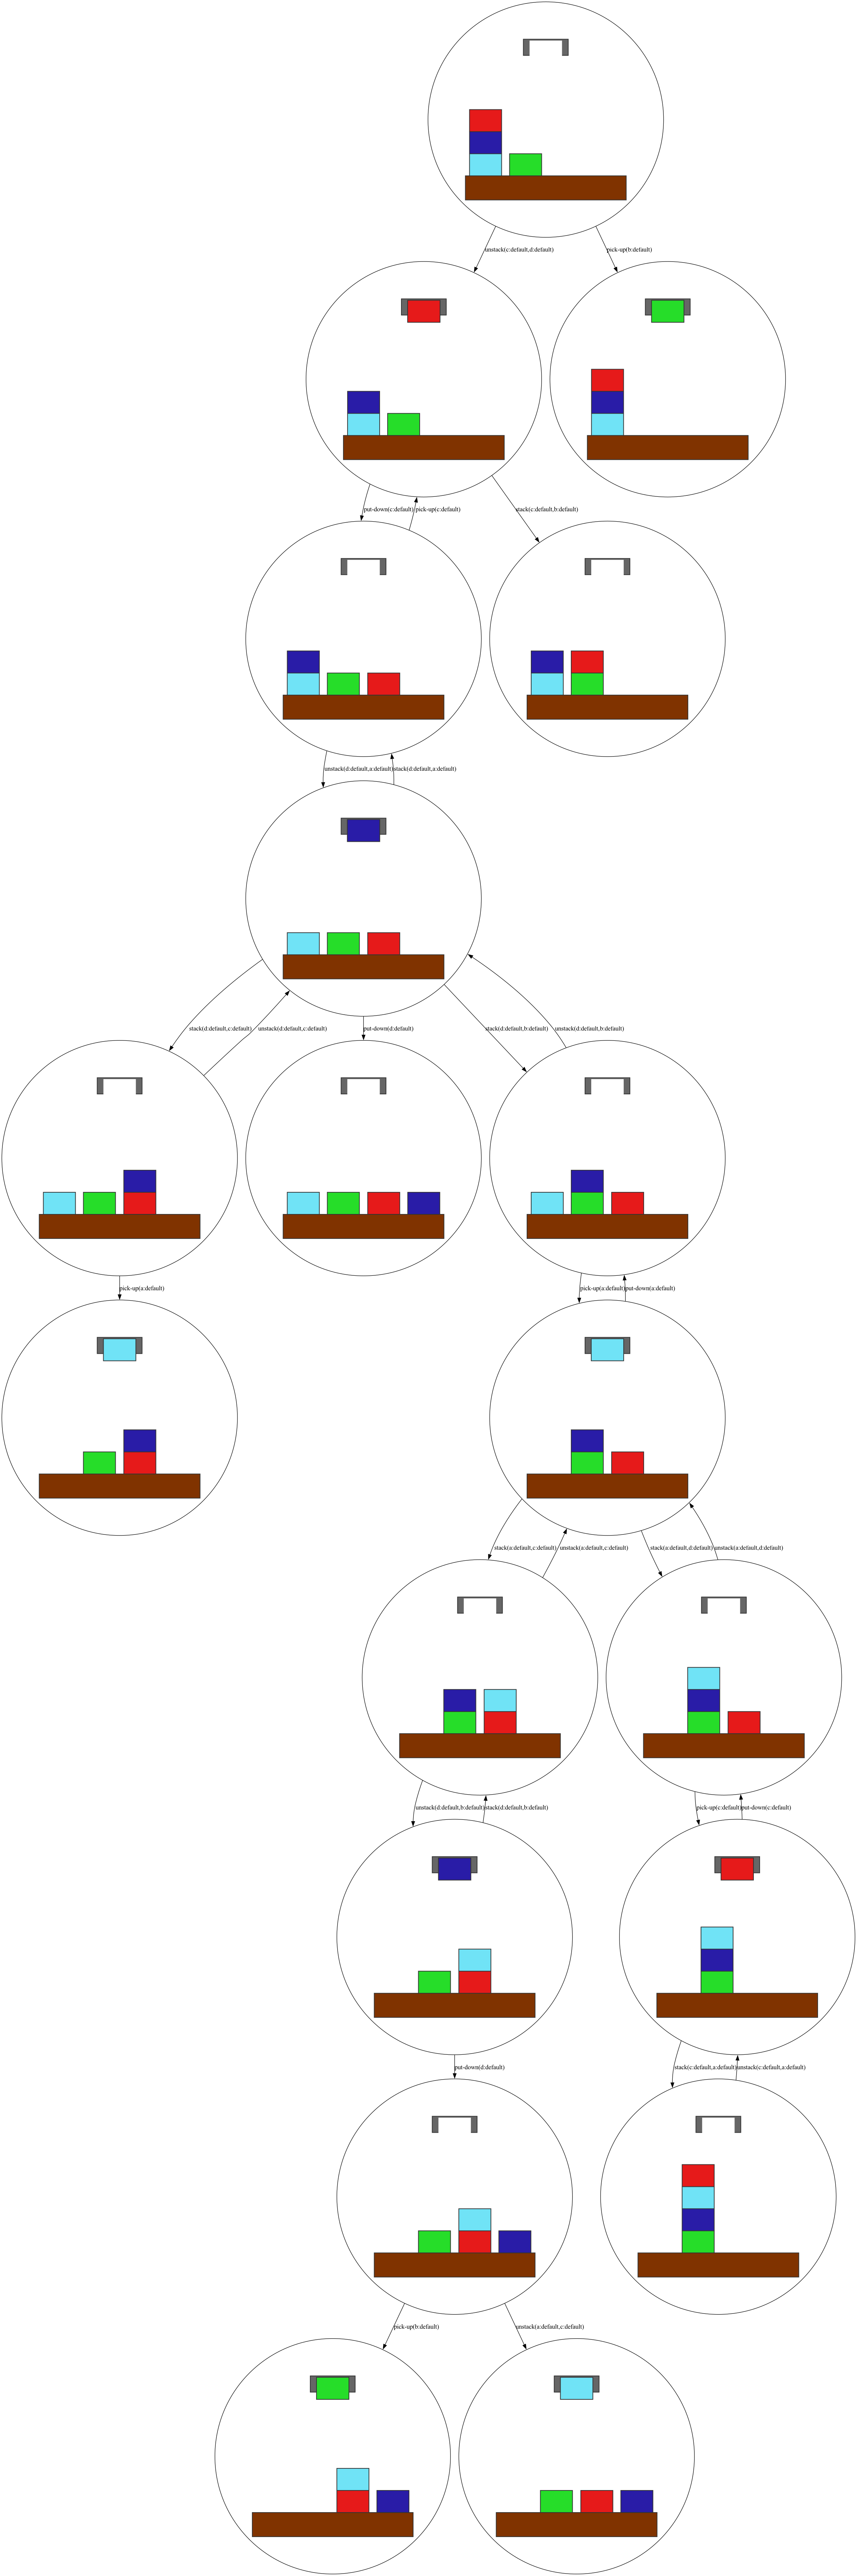 unstack(c:default,d:default)
pick-up(b:default)
put-down(c:default)
pick-up(c:default)
stack(c:default,b:default)
unstack(d:default,a:default)
stack(d:default,a:default)
stack(d:default,c:default)
unstack(d:default,c:default)
put-down(d:default)
stack(d:default,b:default)
unstack(d:default,b:default)
pick-up(a:default)
pick-up(a:default)
put-down(a:default)
stack(a:default,c:default)
unstack(a:default,c:default)
stack(a:default,d:default)
unstack(a:default,d:default)
unstack(d:default,b:default)
stack(d:default,b:default)
pick-up(c:default)
put-down(c:default)
put-down(d:default)
stack(c:default,a:default)
unstack(c:default,a:default)
pick-up(b:default)
unstack(a:default,c:default)